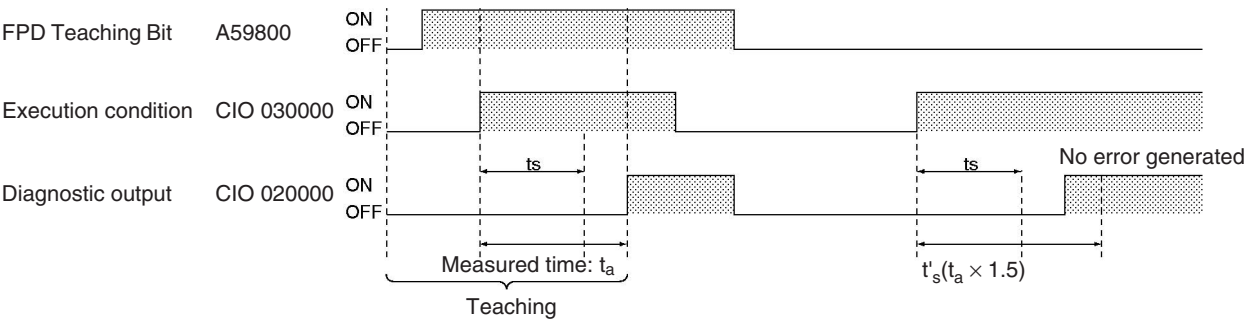 FPD Teaching Bit A59800 ON
OFF
Execution condition CIO 030000 ON
OFF
ts ts No error generated
Diagnostic output CIO 020000 ON
OFF
Measured time: ta t's(ta × 1.5)
Teaching